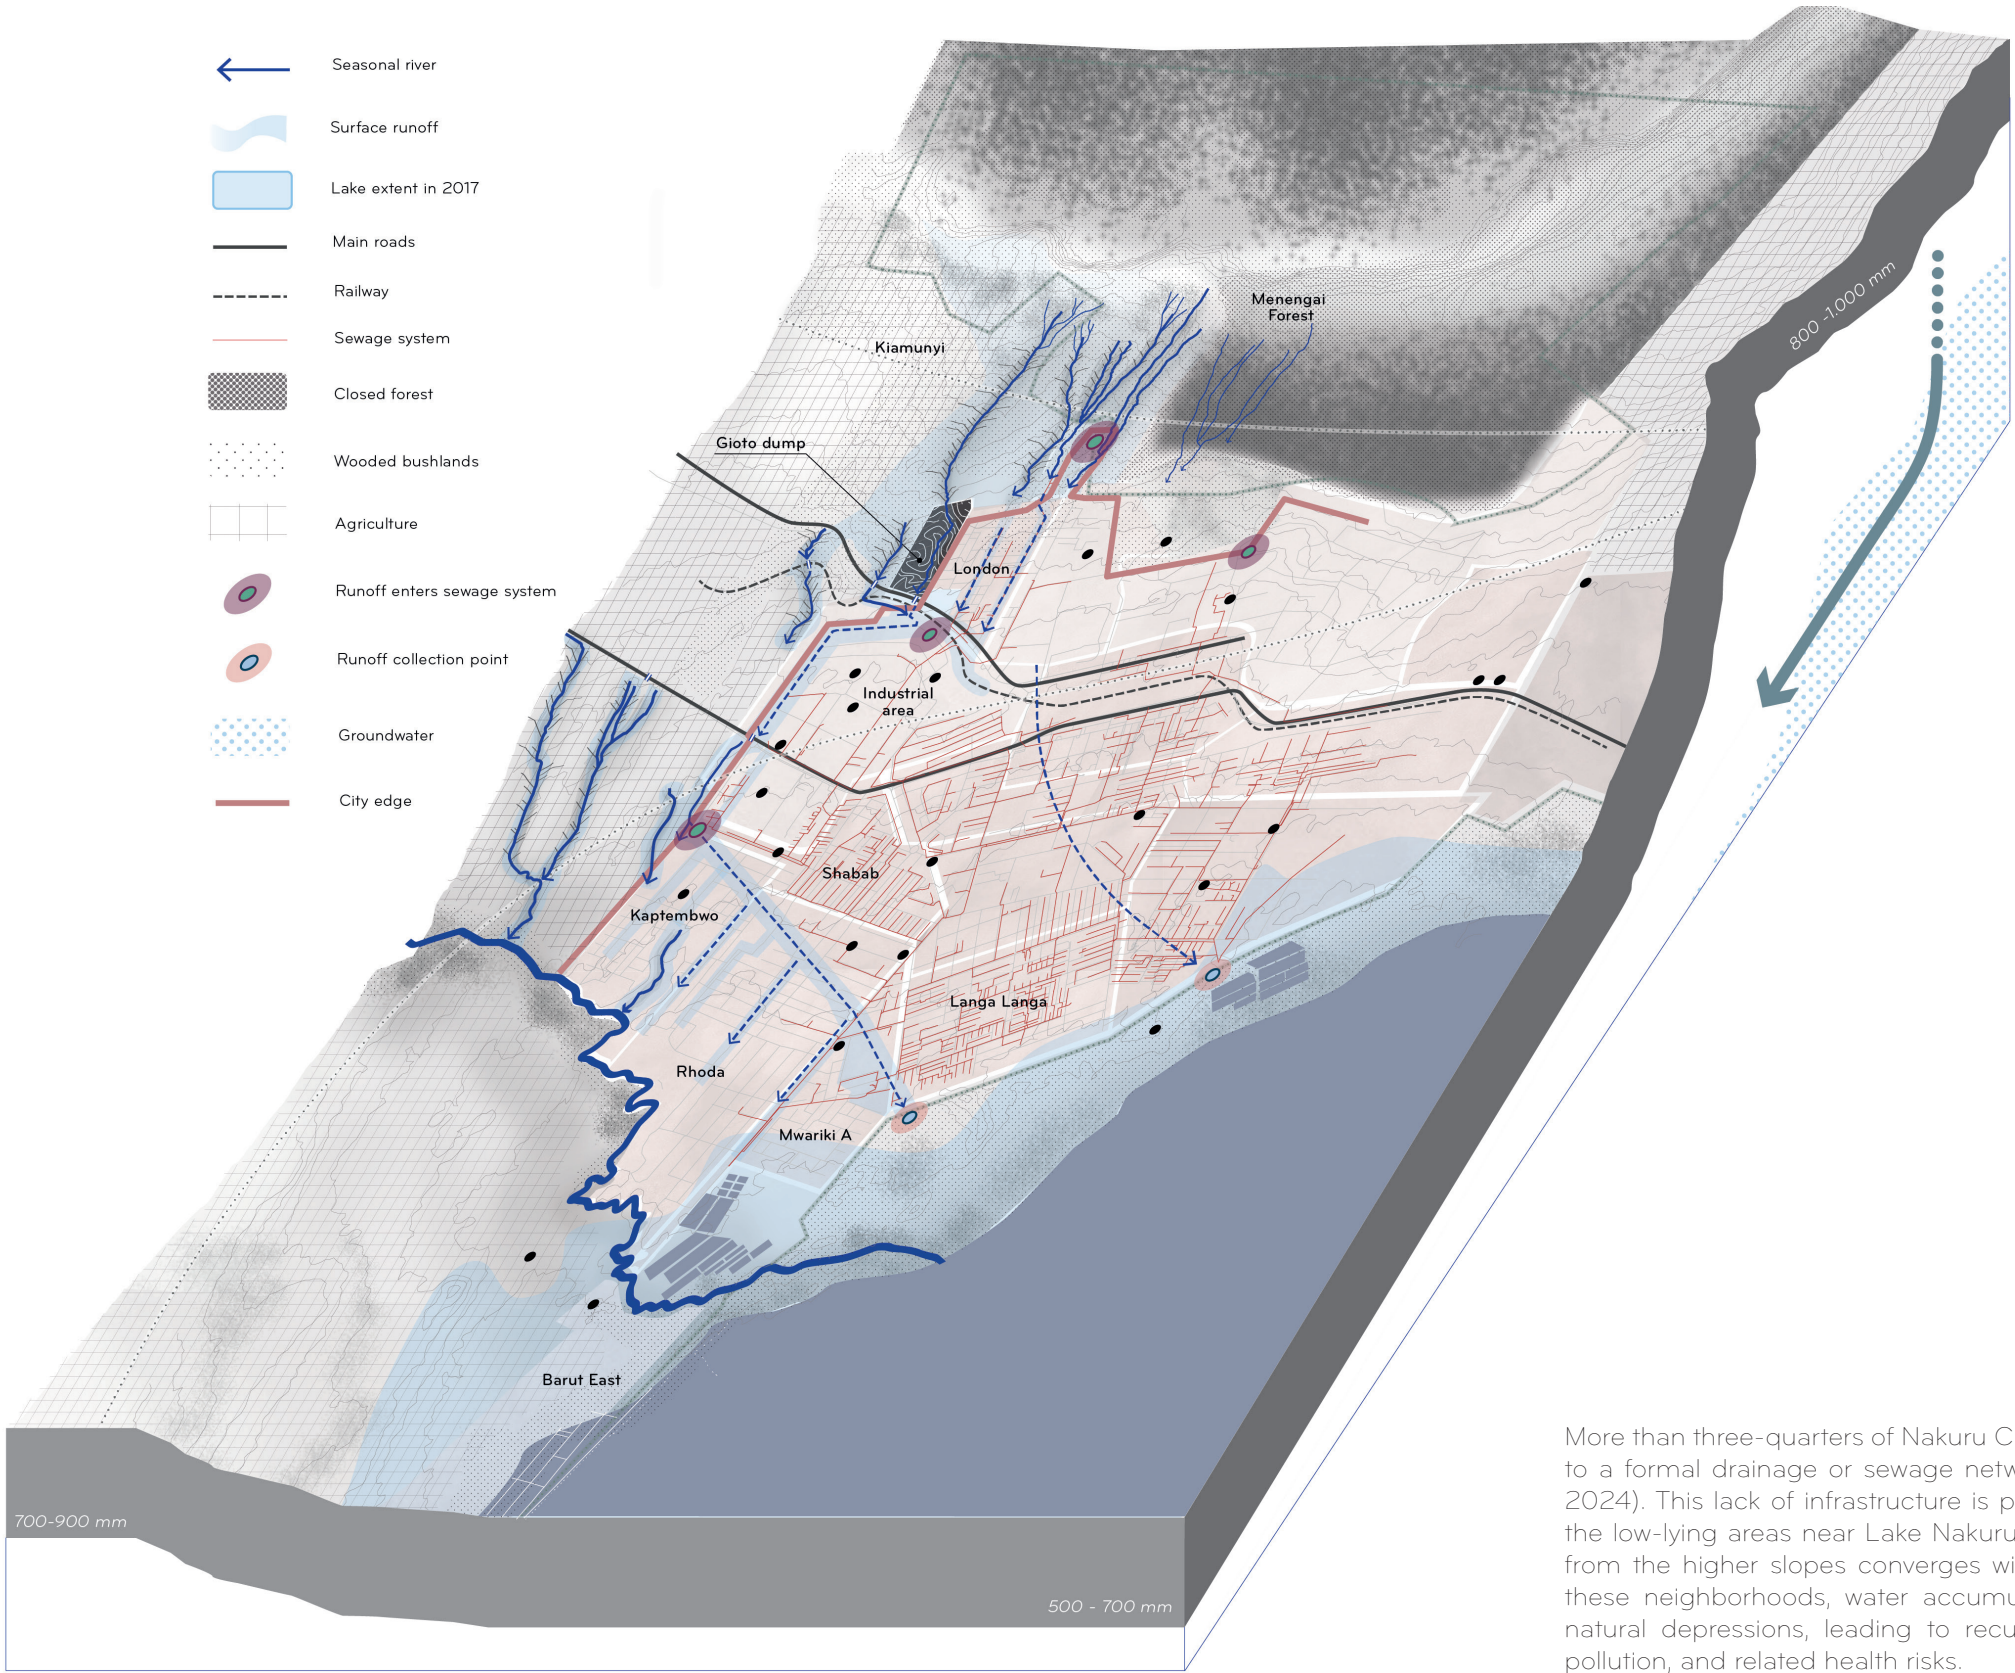 Seasonal river
Surface runoff
Lake extent in 2017
Main roads
Railway
Sewage system
Closed forest
Wooded bushlands
Agriculture
Runoff enters sewage system
Runoff collection point
Groundwater
City edge
Menengai
Forest
800 -1.000 mm
Kiamunyi
Gioto dump
London
Industrial
area
Shabab
Kaptembwo
Langa Langa
Rhoda
Mwariki A
Barut East
700-900 mm
500 - 700 mm
More than three-quarters of Nakuru C
to a formal drainage or sewage netw
2024). This lack of infrastructure is p
the low-lying areas near Lake Nakuru
from the higher slopes converges wi
these neighborhoods, water accumu
natural depressions, leading to recu
pollution, and related health risks.